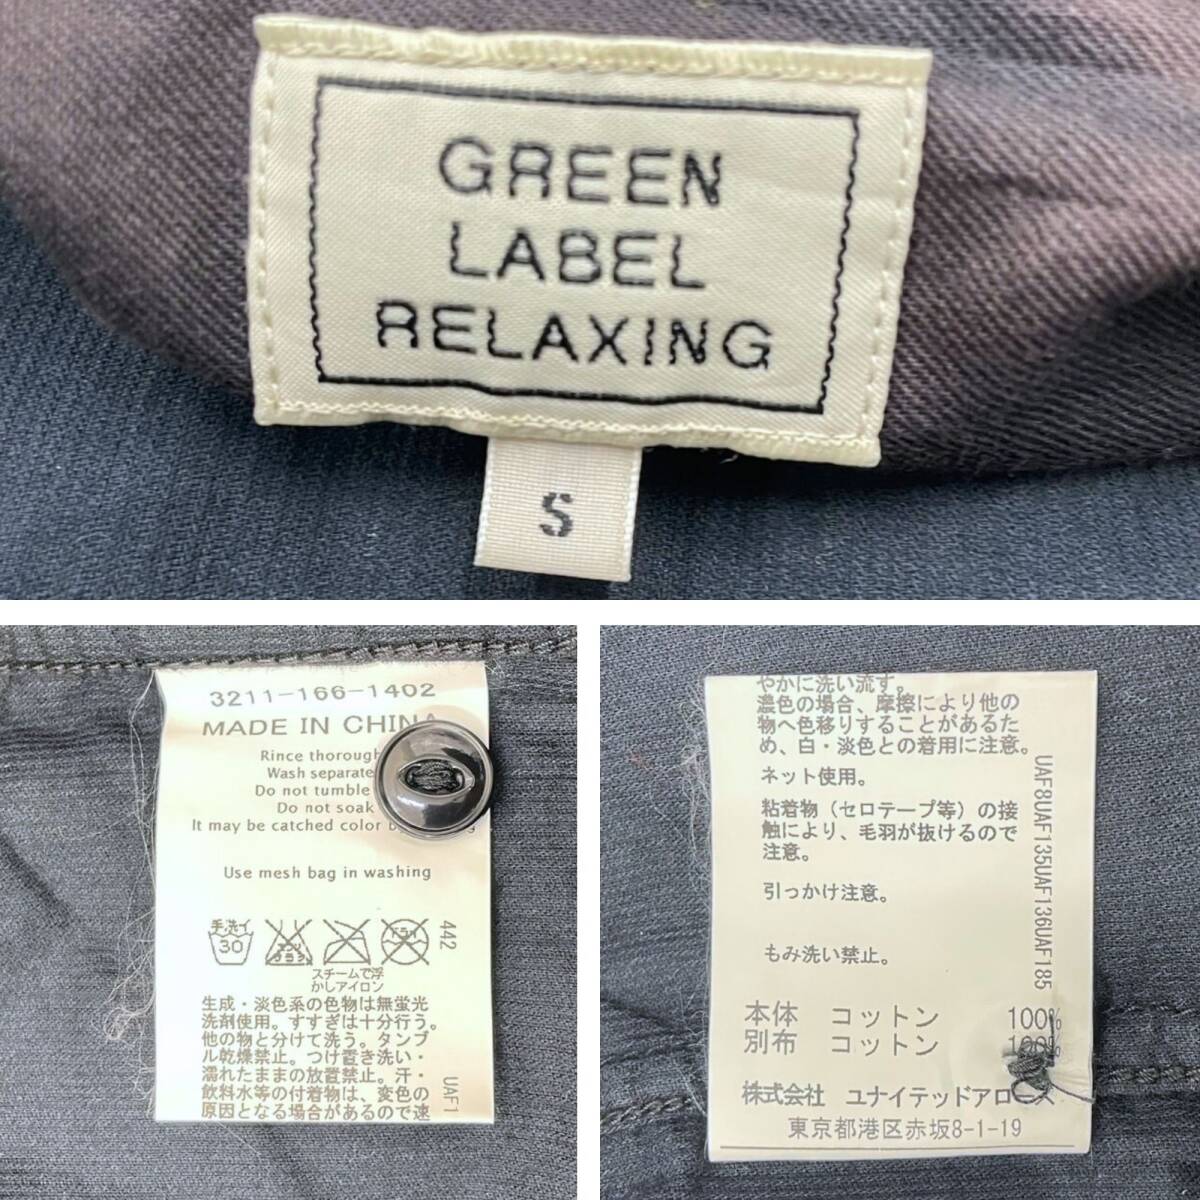 GREEN
LABEL
RELAXING
S
3211-166-1402
MADE IN CHINA
Rince thorough
Wash separate
Do not tumble
Do not soak
It may be catched color
Use mesh bag in washing
手洗イ
30
エンソ
サラシ
ドライ
442
スチームで浮
かしアイロン
生成・淡色系の色物は無蛍光
洗剤使用。すすぎは十分行う。
他の物と分けて洗う。タンブ
ル乾燥禁止。つけ置き洗い・
濡れたままの放置禁止。汗・
飲料水等の付着物は、変色の
原因となる場合があるので速
UAF1
やかに洗い流す。
濃色の場合、摩擦により他の
物へ色移りすることがあるた
め、白・淡色との着用に注意。
ネット使用。
粘着物（セロテープ等）の接
触により、毛羽が抜けるので
注意。
引っかけ注意。
もみ洗い禁止。
UAF8UAF135UAF136UAF185
本体 コットン 100%
別布 コットン 100%
株式会社 ユナイテッドアローズ
東京都港区赤坂8-1-19